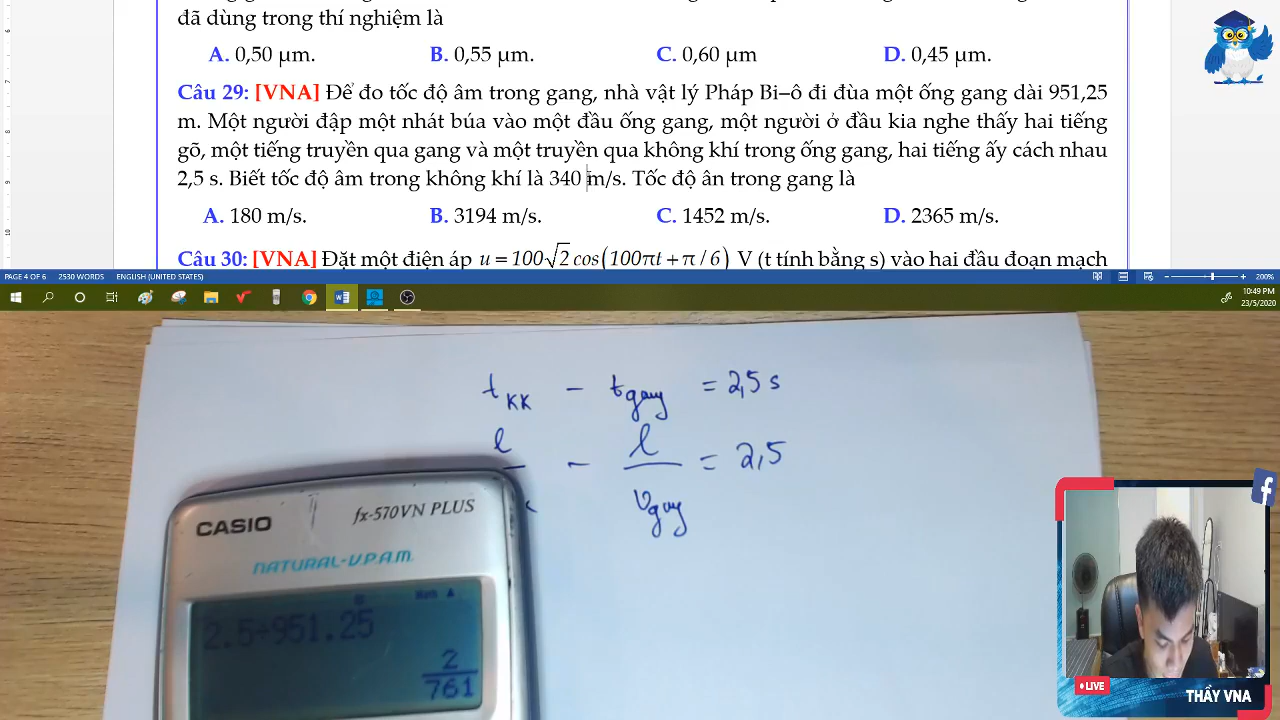 đã dùng trong thí nghiệm là
A. 0,50 µm. B. 0,55 µm. C. 0,60 µm D. 0,45 µm.
Câu 29: [VNA] Để đo tốc độ âm trong gang, nhà vật lý Pháp Bi–ô đi đùa một ống gang dài 951,25
m. Một người đập một nhát búa vào một đầu ống gang, một người ở đầu kia nghe thấy hai tiếng
gõ, một tiếng truyền qua gang và một truyền qua không khí trong ống gang, hai tiếng ấy cách nhau
2,5 s. Biết tốc độ âm trong không khí là 340 m/s. Tốc độ ân trong gang là
A. 180 m/s. B. 3194 m/s. C. 1452 m/s. D. 2365 m/s.
Câu 30: [VNA] Đặt một điện áp u = 100√2 cos(100πt + π / 6) V (t tính bằng s) vào hai đầu đoạn mạch
PAGE 4 OF 6 2530 WORDS ENGLISH (UNITED STATES) 200%
10:49 PM
23/5/2020
t KK – t gang = 2,5 s
l – l/v gang = 2,5
CASIO fx-570VN PLUS
NATURAL-V.P.A.M.
Math ▲
2.5÷951.25
2/761
LIVE
THẦY VNA